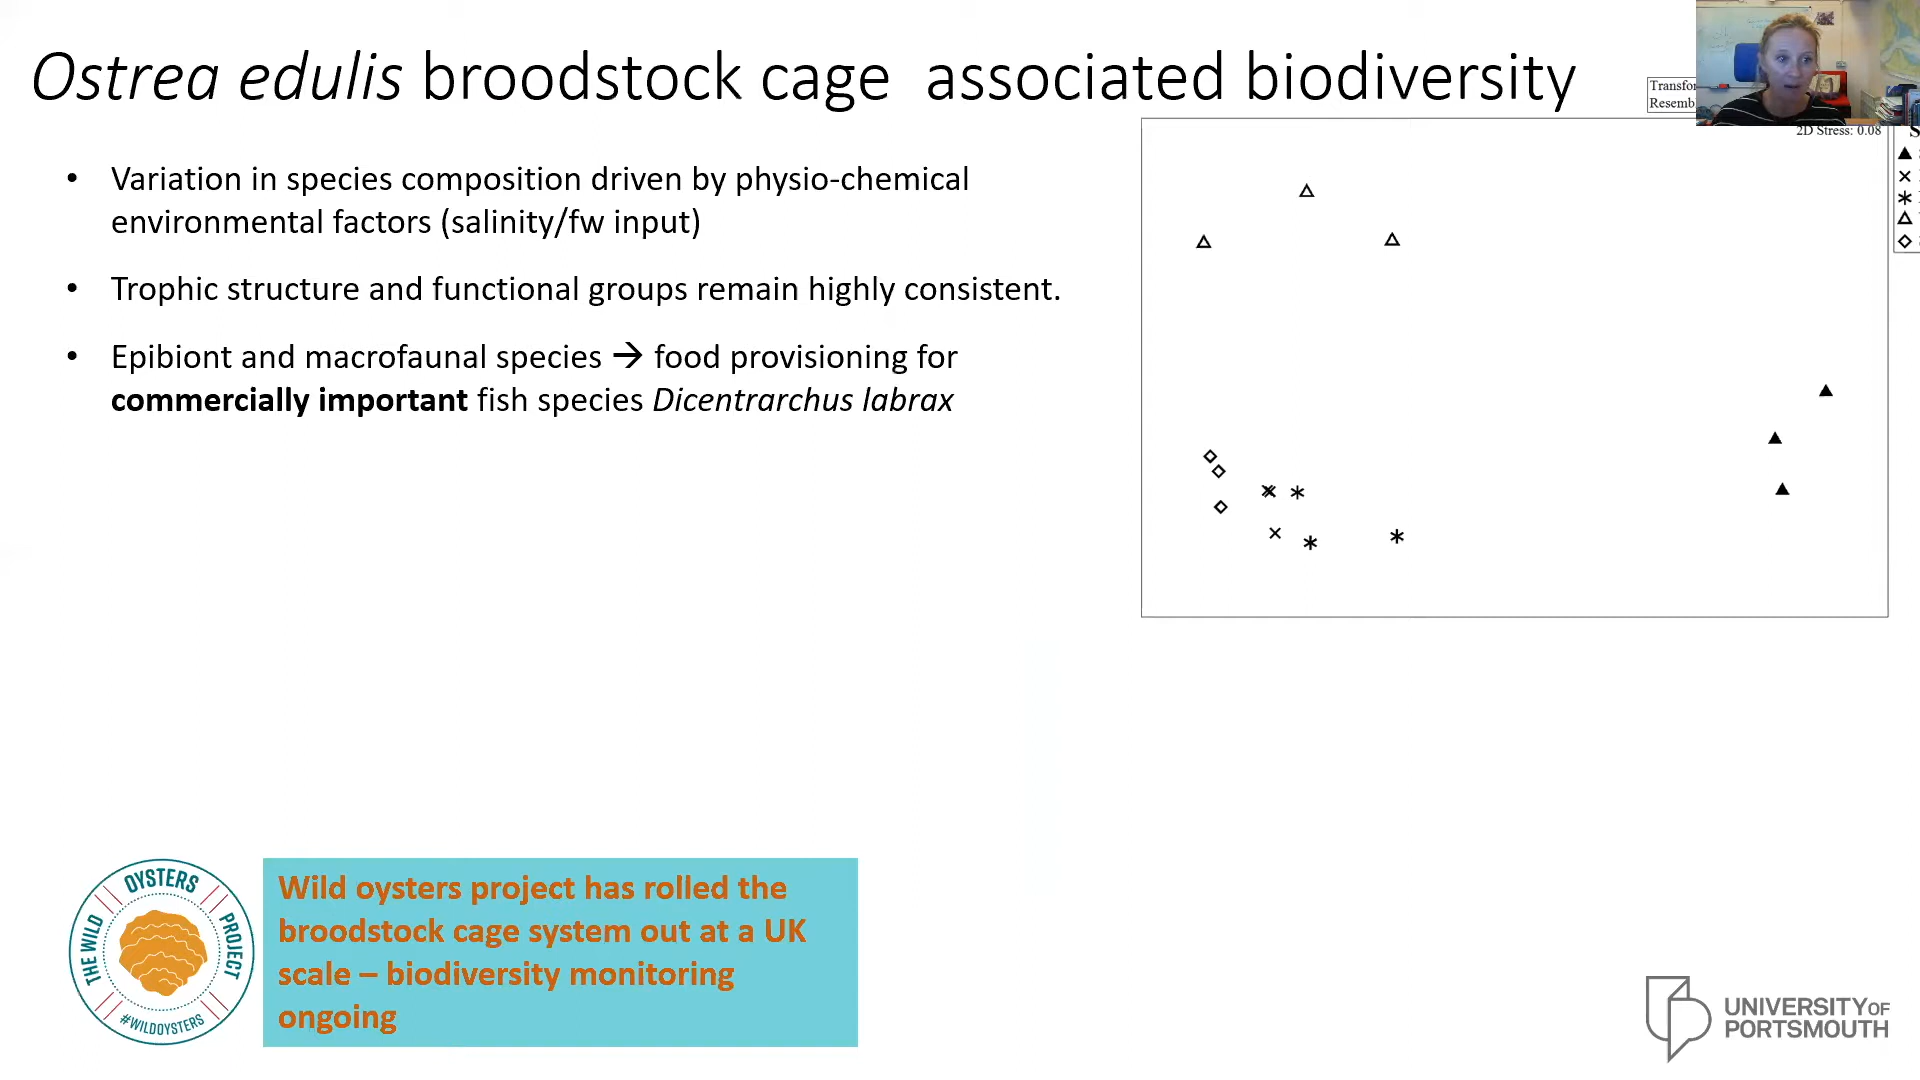 Ostrea edulis broodstock cage associated biodiversity
Transfor
Resemb
2D Stress: 0.08
• Variation in species composition driven by physio-chemical
environmental factors (salinity/fw input)
• Trophic structure and functional groups remain highly consistent.
• Epibiont and macrofaunal species → food provisioning for
commercially important fish species Dicentrarchus labrax
THE WILD
OYSTERS
PROJECT
#WILDOYSTERS
Wild oysters project has rolled the
broodstock cage system out at a UK
scale – biodiversity monitoring
ongoing
UNIVERSITY OF
PORTSMOUTH